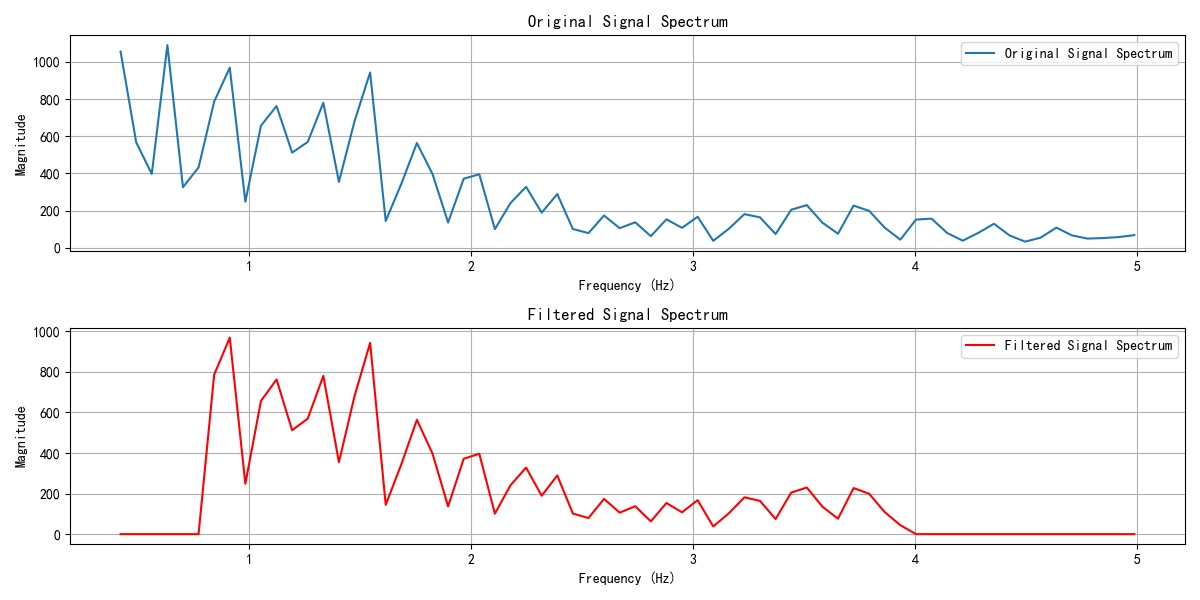 Original Signal Spectrum
Magnitude
1000
800
600
400
200
0
Original Signal Spectrum
1 2 3 4 5
Frequency (Hz)
Filtered Signal Spectrum
Magnitude
1000
800
600
400
200
0
Filtered Signal Spectrum
1 2 3 4 5
Frequency (Hz)